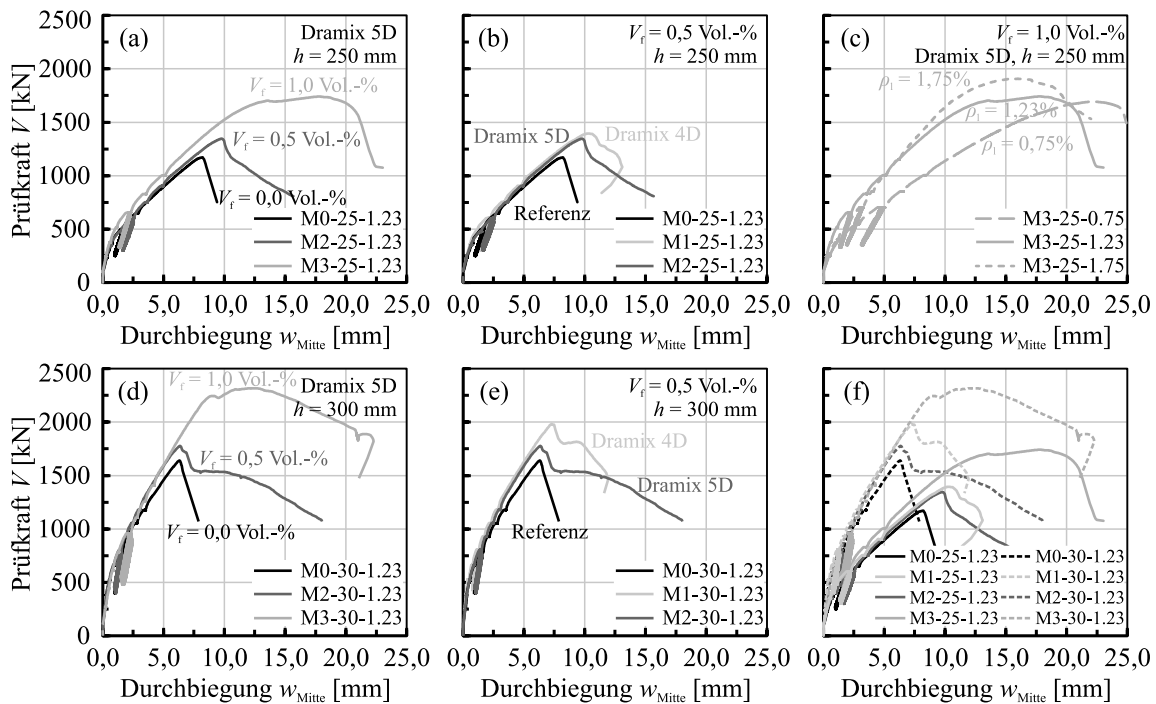 Prüfkraft V [kN]
2500
2000
1500
1000
500
0
(a)
Dramix 5D
h = 250 mm
Vf = 1,0 Vol.-%
Vf = 0,5 Vol.-%
Vf = 0,0 Vol.-%
M0-25-1.23
M2-25-1.23
M3-25-1.23
0,0 5,0 10,0 15,0 20,0 25,0
Durchbiegung wMitte [mm]
(b)
Vf = 0,5 Vol.-%
h = 250 mm
Dramix 5D
Dramix 4D
Referenz
M0-25-1.23
M1-25-1.23
M2-25-1.23
0,0 5,0 10,0 15,0 20,0 25,0
Durchbiegung wMitte [mm]
(c)
Vf = 1,0 Vol.-%
Dramix 5D, h = 250 mm
ρl = 1,75%
ρl = 1,23%
ρl = 0,75%
M3-25-0.75
M3-25-1.23
M3-25-1.75
0,0 5,0 10,0 15,0 20,0 25,0
Durchbiegung wMitte [mm]
Prüfkraft V [kN]
2500
2000
1500
1000
500
0
(d)
Dramix 5D
h = 300 mm
Vf = 1,0 Vol.-%
Vf = 0,5 Vol.-%
Vf = 0,0 Vol.-%
M0-30-1.23
M2-30-1.23
M3-30-1.23
0,0 5,0 10,0 15,0 20,0 25,0
Durchbiegung wMitte [mm]
(e)
Vf = 0,5 Vol.-%
h = 300 mm
Dramix 4D
Dramix 5D
Referenz
M0-30-1.23
M1-30-1.23
M2-30-1.23
0,0 5,0 10,0 15,0 20,0 25,0
Durchbiegung wMitte [mm]
(f)
M0-25-1.23 M0-30-1.23
M1-25-1.23 M1-30-1.23
M2-25-1.23 M2-30-1.23
M3-25-1.23 M3-30-1.23
0,0 5,0 10,0 15,0 20,0 25,0
Durchbiegung wMitte [mm]